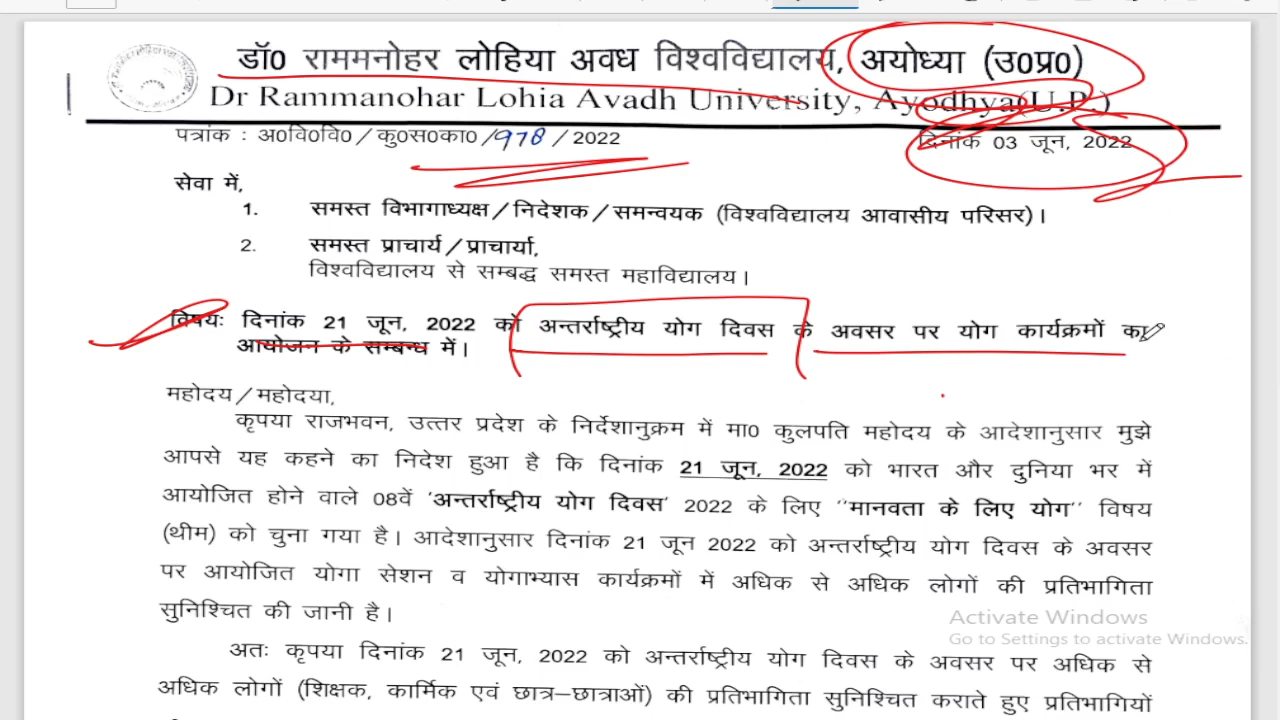 डॉ0 राममनोहर लोहिया अवध विश्वविद्यालय, अयोध्या (उ0प्र0)
Dr Rammanohar Lohia Avadh University, Ayodhya(U.P.)
पत्रांक : अ०वि०वि० / कु०स०का० /978 / 2022
दिनांक 03 जून, 2022
सेवा में,
1. समस्त विभागाध्यक्ष/निदेशक/समन्वयक (विश्वविद्यालय आवासीय परिसर)।
2. समस्त प्राचार्य/प्राचार्या,
विश्वविद्यालय से सम्बद्ध समस्त महाविद्यालय।
विषयः दिनांक 21 जून, 2022 को अन्तर्राष्ट्रीय योग दिवस के अवसर पर योग कार्यक्रमों का
आयोजन के सम्बन्ध में।
महोदय/महोदया,
कृपया राजभवन, उत्तर प्रदेश के निर्देशानुक्रम में मा0 कुलपति महोदय के आदेशानुसार मुझे
आपसे यह कहने का निदेश हुआ है कि दिनांक 21 जून, 2022 को भारत और दुनिया भर में
आयोजित होने वाले 08वें 'अन्तर्राष्ट्रीय योग दिवस' 2022 के लिए "मानवता के लिए योग" विषय
(थीम) को चुना गया है। आदेशानुसार दिनांक 21 जून 2022 को अन्तर्राष्ट्रीय योग दिवस के अवसर
पर आयोजित योगा सेशन व योगाभ्यास कार्यक्रमों में अधिक से अधिक लोगों की प्रतिभागिता
सुनिश्चित की जानी है।
अतः कृपया दिनांक 21 जून, 2022 को अन्तर्राष्ट्रीय योग दिवस के अवसर पर अधिक से
अधिक लोगों (शिक्षक, कार्मिक एवं छात्र–छात्राओं) की प्रतिभागिता सुनिश्चित कराते हुए प्रतिभागियों
Activate Windows
Go to Settings to activate Windows.